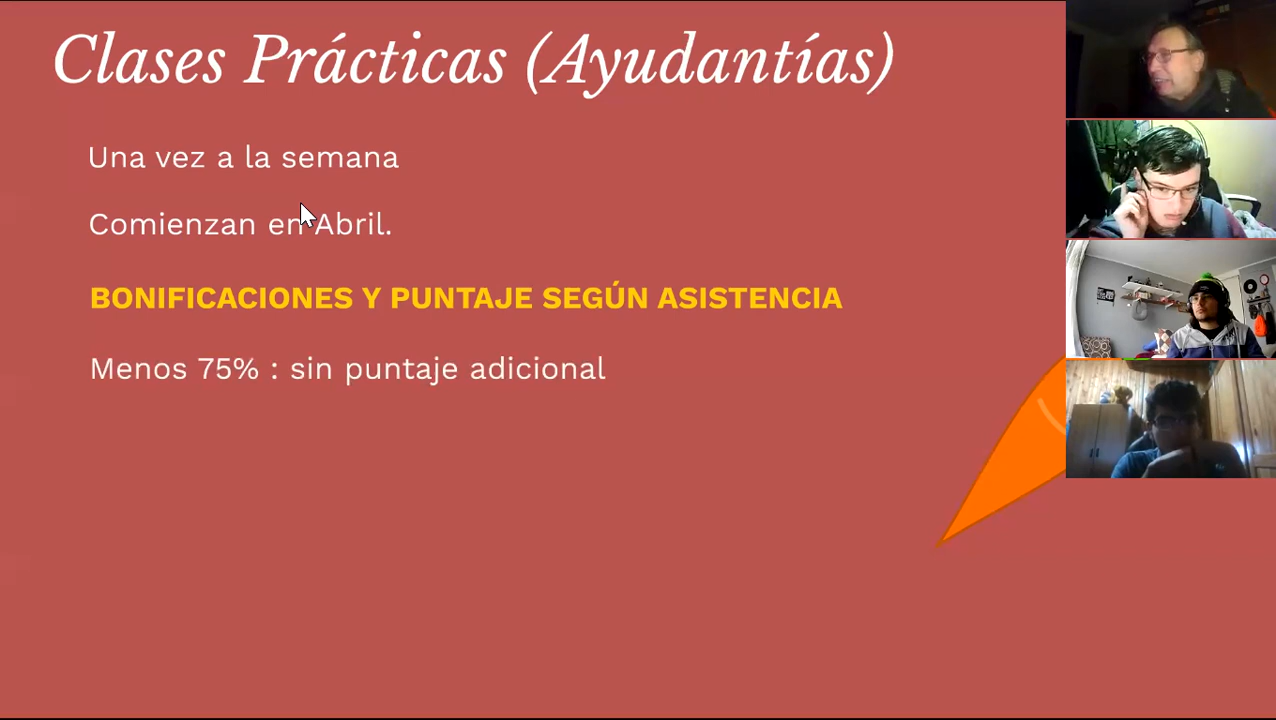 Clases Prácticas (Ayudantías)
Una vez a la semana
Comienzan en Abril.
BONIFICACIONES Y PUNTAJE SEGÚN ASISTENCIA
Menos 75% : sin puntaje adicional